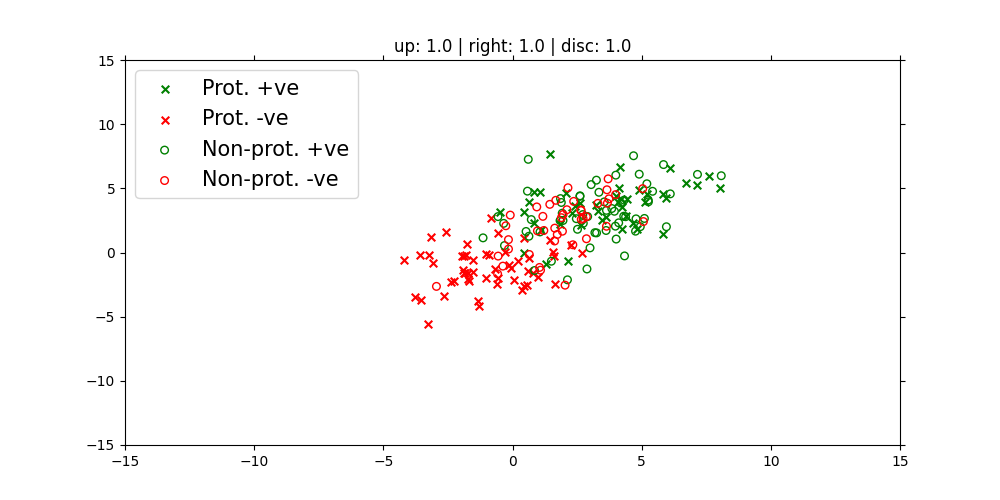 up: 1.0 | right: 1.0 | disc: 1.0
15
10
5
0
−5
−10
−15
Prot. +ve
Prot. -ve
Non-prot. +ve
Non-prot. -ve
−15 −10 −5 0 5 10 15